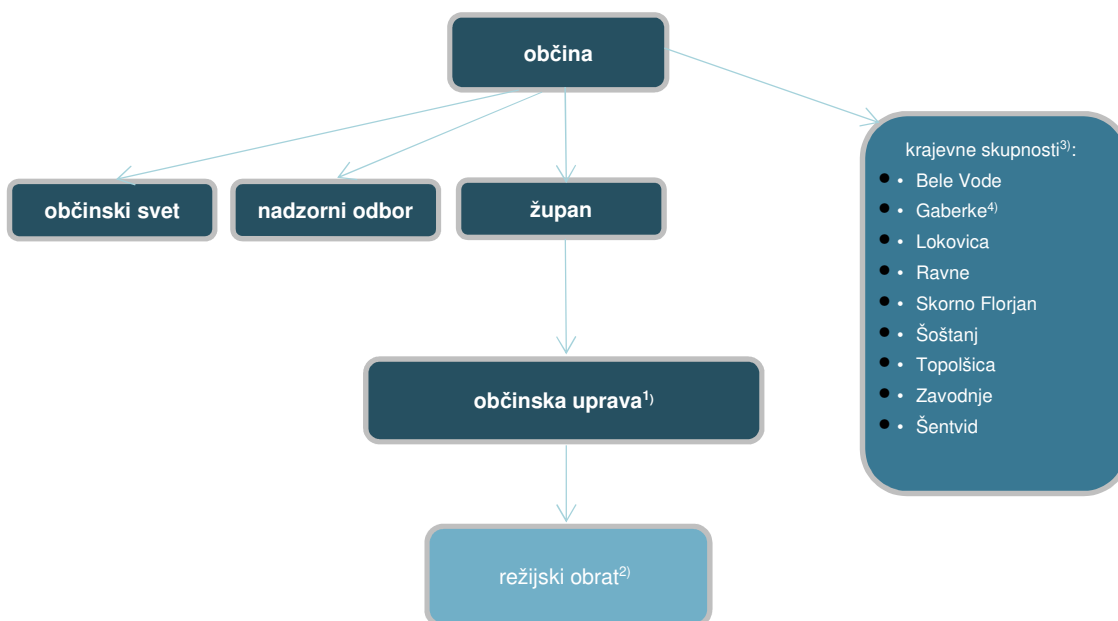 občina
občinski svet
nadzorni odbor
župan
občinska uprava¹⁾
režijski obrat²⁾
krajevne skupnosti³⁾:
• Bele Vode
• Gaberke⁴⁾
• Lokovica
• Ravne
• Skorno Florjan
• Šoštanj
• Topolšica
• Zavodnje
• Šentvid